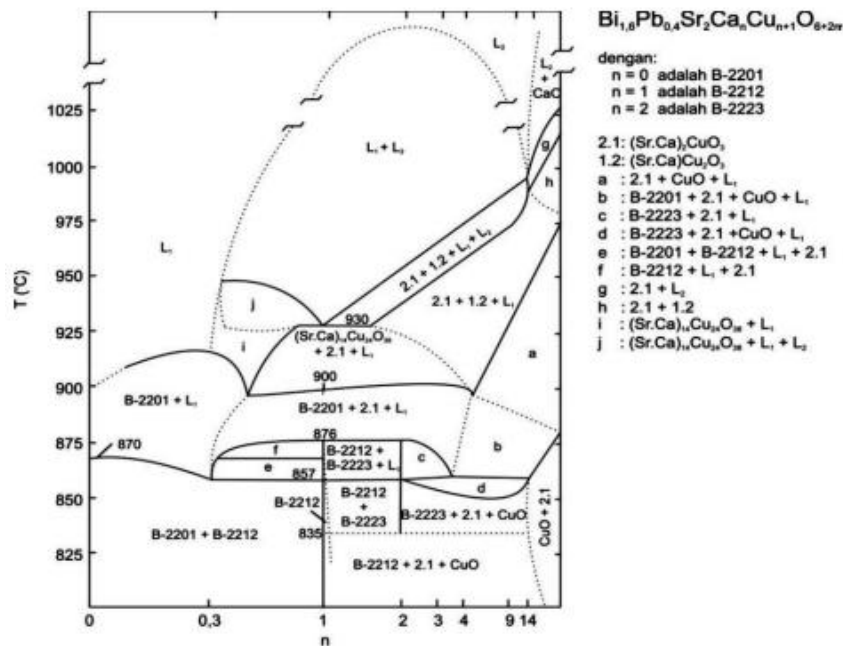 Bi₁,₆Pb₀,₄Sr₂CaₙCuₙ₊₁O₆₊₂ₙ
dengan:
n = 0 adalah B-2201
n = 1 adalah B-2212
n = 2 adalah B-2223
2.1: (Sr.Ca)₂CuO₃
1.2: (Sr.Ca)Cu₂O₃
a : 2.1 + CuO + L₁
b : B-2201 + 2.1 + CuO + L₁
c : B-2223 + 2.1 + L₁
d : B-2223 + 2.1 +CuO + L₁
e : B-2201 + B-2212 + L₁ + 2.1
f : B-2212 + L₁ + 2.1
g : 2.1 + L₂
h : 2.1 + 1.2
i : (Sr.Ca)₁₄Cu₂₄O₃₈ + L₁
j : (Sr.Ca)₁₄Cu₂₄O₃₈ + L₁ + L₂
T (°C)
1025
1000
975
950
925
900
875
850
825
0
0,3
1
2
3
4
9
14
n
L₂
L₂
+
CaO
L₁ + L₂
g
h
L₁
2.1 + 1.2 + L₁ + L₂
j
930
2.1 + 1.2 + L₁
i
+ 2.1 + L₁
a
900
B-2201 + L₁
B-2201 + 2.1 + L₁
870
876
f
B-2212 +
B-2223 + L₁
c
b
e
857
d
B-2212
B-2212
+
B-2223
B-2223 + 2.1 + CuO
CuO + 2.1
835
B-2201 + B-2212
B-2212 + 2.1 + CuO